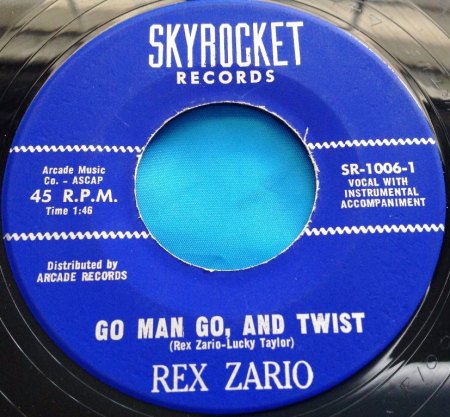 SKYROCKET
RECORDS
Arcade Music
Co. - ASCAP
45 R.P.M.
Time 1:46
SR-1006-1
VOCAL WITH
INSTRUMENTAL
ACCOMPANIMENT
Distributed by
ARCADE RECORDS
GO MAN GO, AND TWIST
(Rex Zario-Lucky Taylor)
REX ZARIO